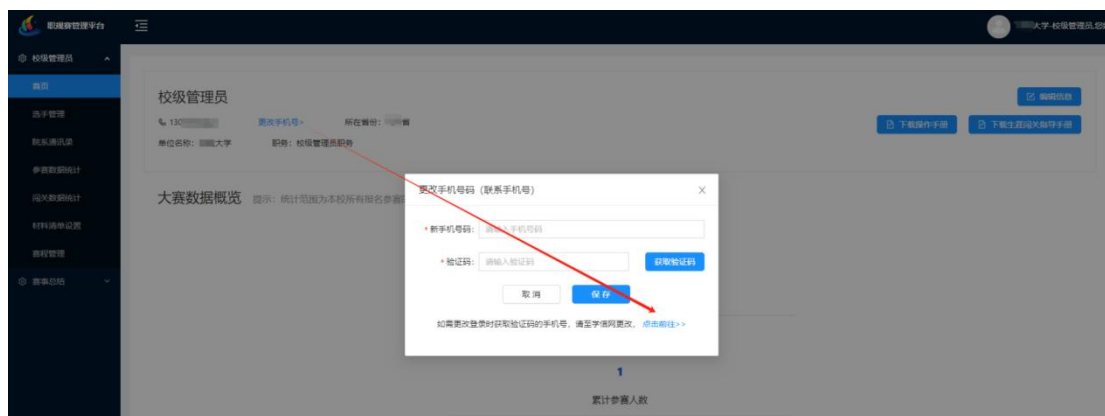 职规赛管理平台
大学-校级管理员,您
校级管理员
首页
选手管理
联系通讯录
参赛数据统计
闯关数据统计
材料清单设置
赛程管理
赛事总结
校级管理员
编辑信息
130
更改手机号>
所在省份:
省
下载操作手册
下载生涯闯关指导手册
单位名称:
大学
职务: 校级管理员职务
大赛数据概览
提示: 统计范围为本校所有报名参赛
更改手机号码 (联系手机号)
* 新手机号码:
请输入手机号码
* 验证码:
请输入验证码
获取验证码
取 消
保 存
如需更改登录时获取验证码的手机号, 请至学信网更改, 点击前往>>
1
累计参赛人数